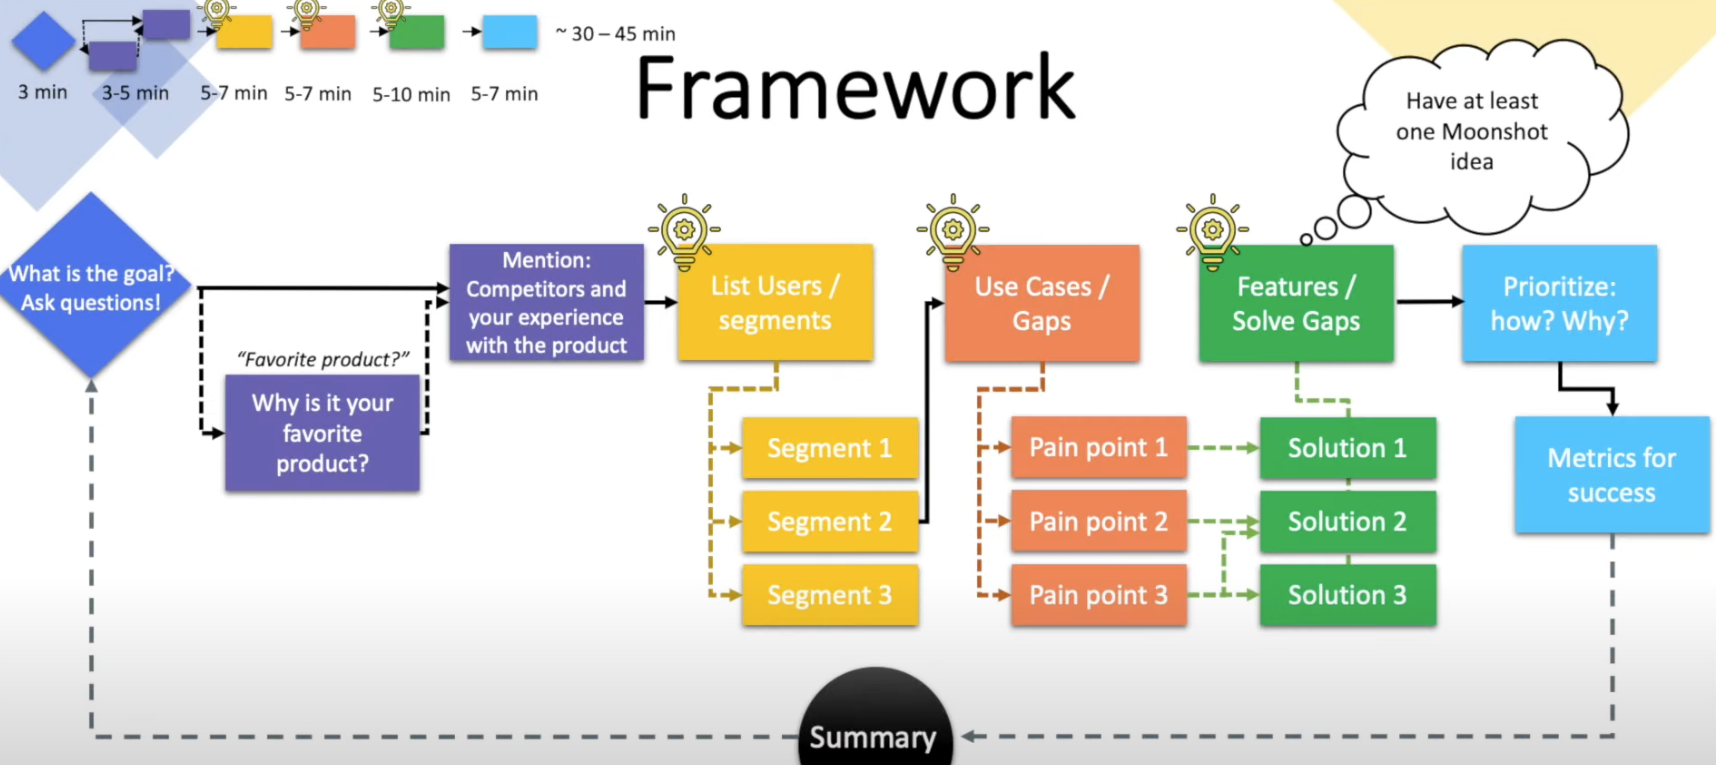 ~ 30 – 45 min
3 min
3-5 min
5-7 min
5-7 min
5-10 min
5-7 min
Framework
Have at least
one Moonshot
idea
What is the goal?
Ask questions!
“Favorite product?”
Why is it your
favorite
product?
Mention:
Competitors and
your experience
with the product
List Users /
segments
Segment 1
Segment 2
Segment 3
Use Cases /
Gaps
Pain point 1
Pain point 2
Pain point 3
Features /
Solve Gaps
Solution 1
Solution 2
Solution 3
Prioritize:
how? Why?
Metrics for
success
Summary